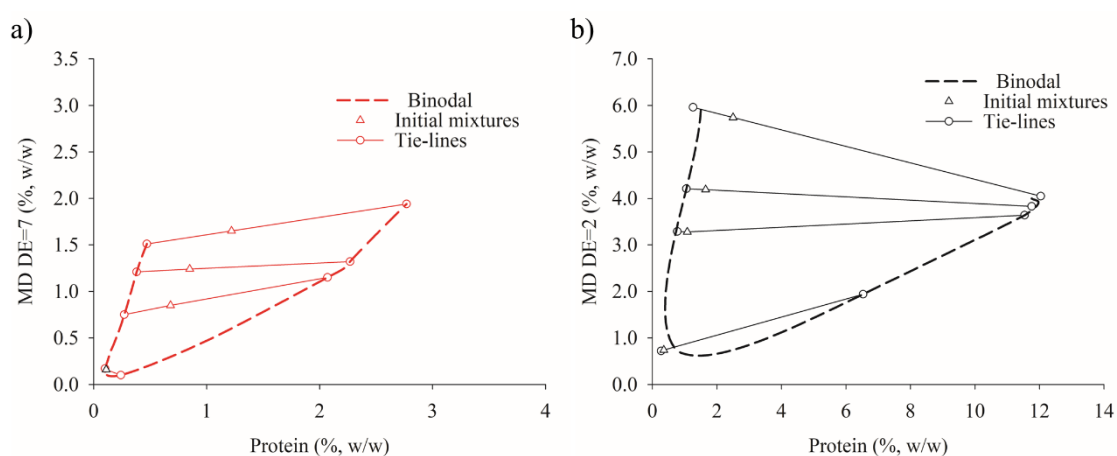 a)
3.5
3.0
2.5
2.0
1.5
1.0
0.5
0.0
MD DE=7 (%, w/w)
Binodal
Initial mixtures
Tie-lines
0
1
2
3
4
Protein (%, w/w)
b)
7.0
6.0
5.0
4.0
3.0
2.0
1.0
0.0
MD DE=2 (%, w/w)
Binodal
Initial mixtures
Tie-lines
0
2
4
6
8
10
12
14
Protein (%, w/w)